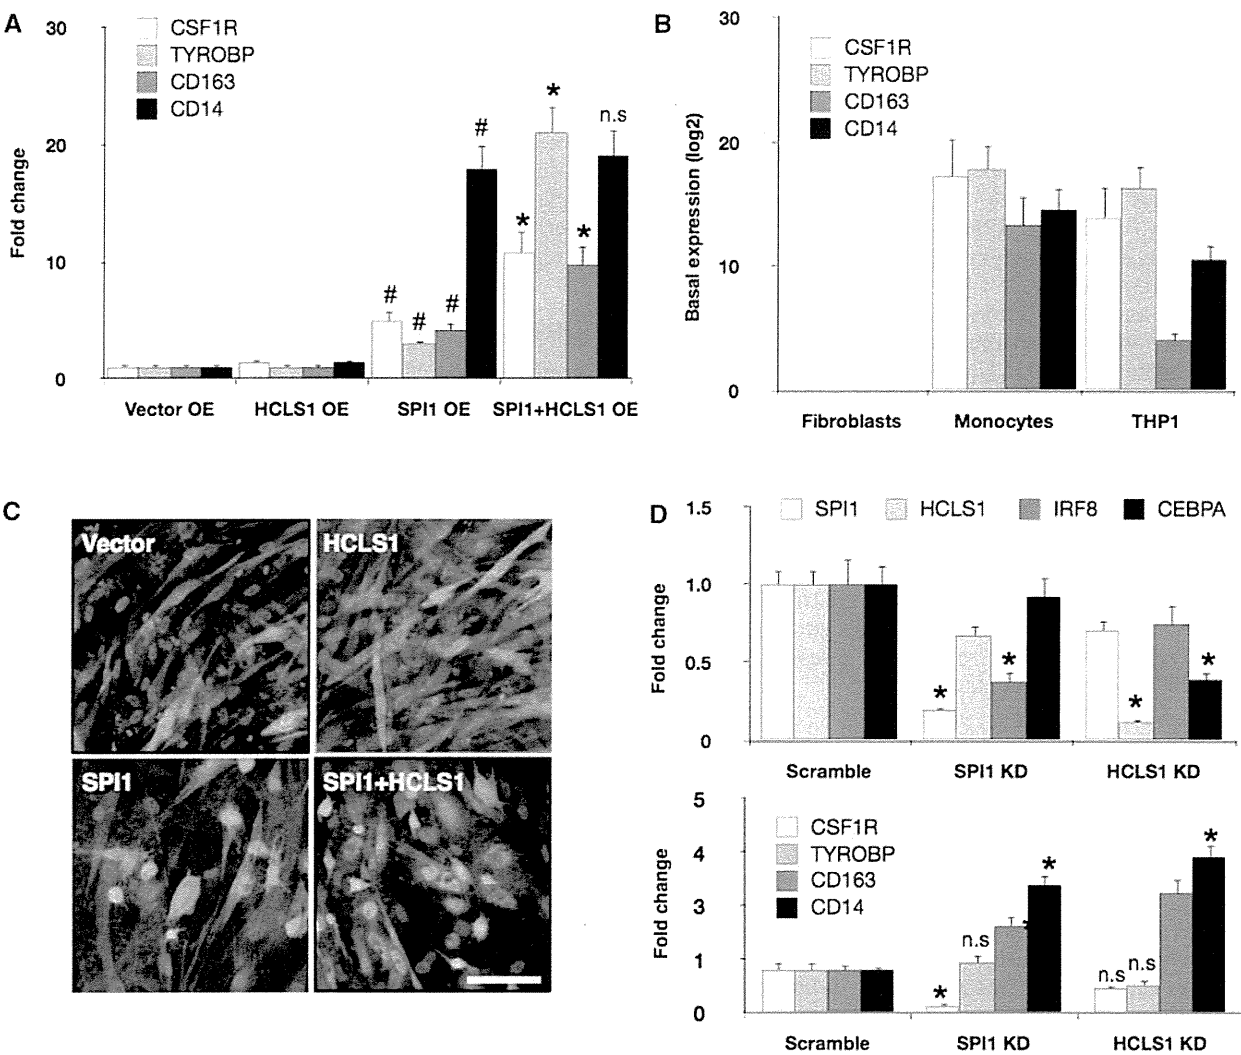 A
30
20
10
0
Fold change
CSF1R
TYROBP
CD163
CD14
#
#
#
#
*
*
*
n.s
Vector OE
HCLS1 OE
SPI1 OE
SPI1+HCLS1 OE
B
30
20
10
0
Basal expression (log2)
CSF1R
TYROBP
CD163
CD14
Fibroblasts
Monocytes
THP1
C
Vector
HCLS1
SPI1
SPI1+HCLS1
D
SPI1
HCLS1
IRF8
CEBPA
1.5
1.0
0.5
0
Fold change
*
*
*
*
Scramble
SPI1 KD
HCLS1 KD
5
4
3
1
0
Fold change
CSF1R
TYROBP
CD163
CD14
*
n.s
*
n.s
n.s
*
Scramble
SPI1 KD
HCLS1 KD